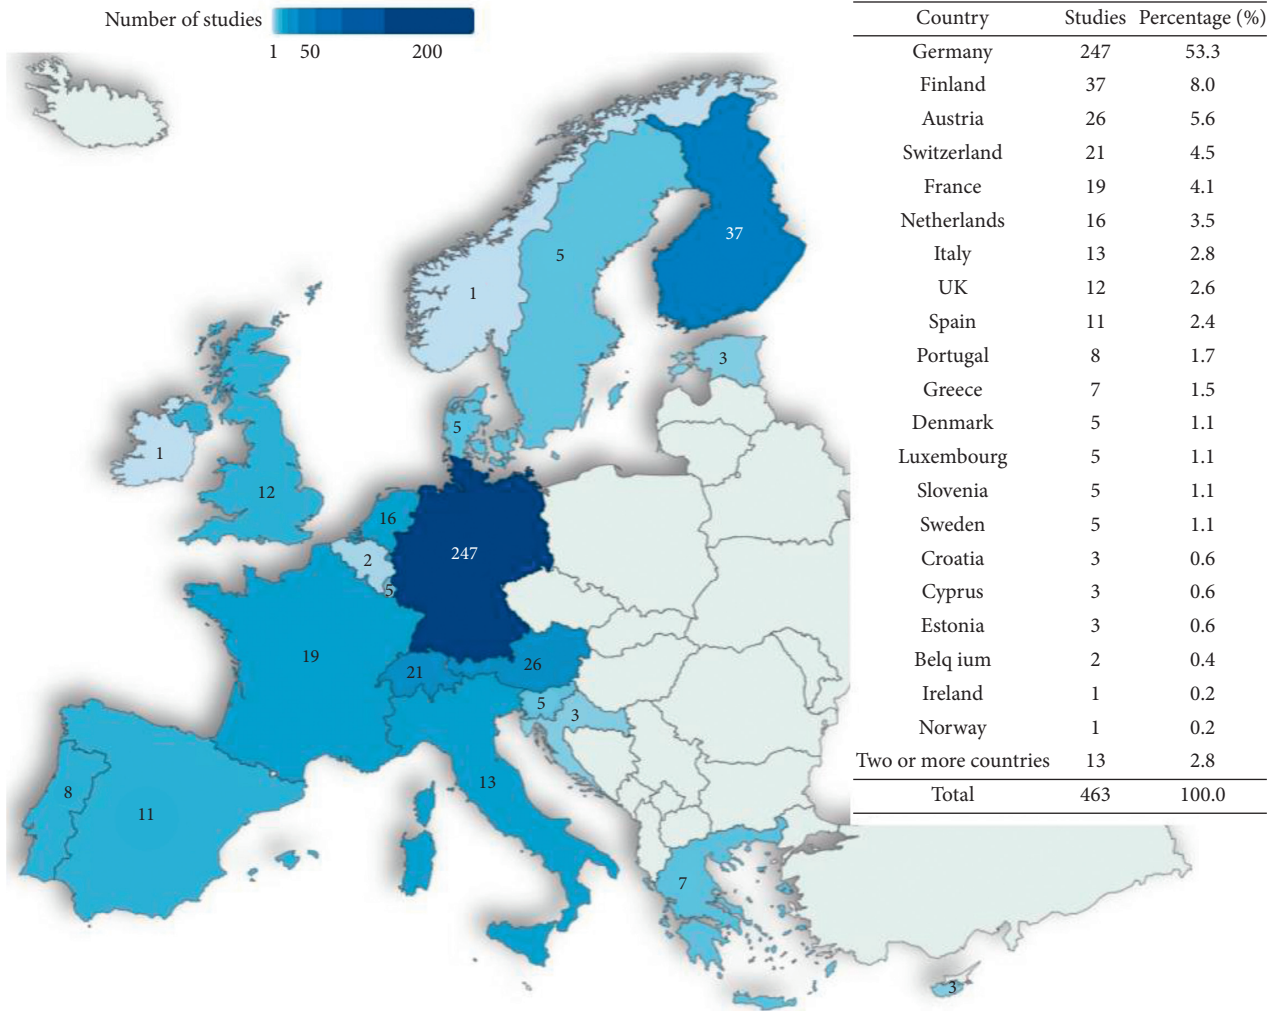 Number of studies
1 50 200
Country Studies Percentage (%)
Germany 247 53.3
Finland 37 8.0
Austria 26 5.6
Switzerland 21 4.5
France 19 4.1
Netherlands 16 3.5
Italy 13 2.8
UK 12 2.6
Spain 11 2.4
Portugal 8 1.7
Greece 7 1.5
Denmark 5 1.1
Luxembourg 5 1.1
Slovenia 5 1.1
Sweden 5 1.1
Croatia 3 0.6
Cyprus 3 0.6
Estonia 3 0.6
Belq ium 2 0.4
Ireland 1 0.2
Norway 1 0.2
Two or more countries 13 2.8
Total 463 100.0
37
5
1
3
5
1
12
16
247
2
5
19
21
26
5
3
13
8
11
7
3